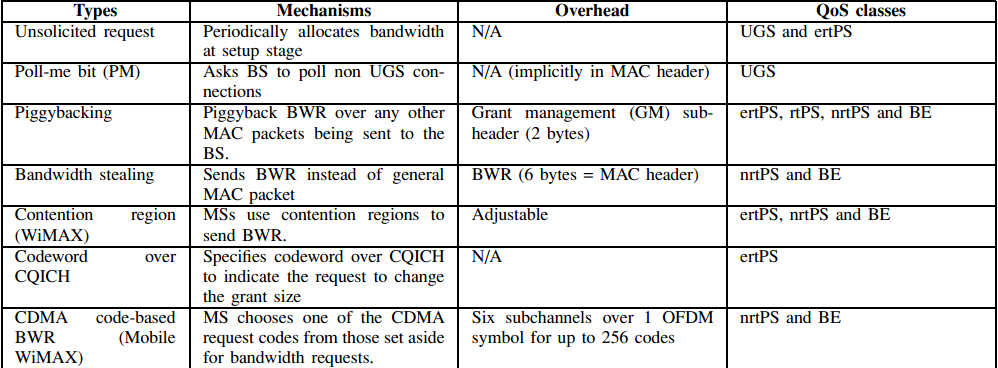 Types Mechanisms Overhead QoS classes
Unsolicited request Periodically allocates bandwidth N/A UGS and ertPS
at setup stage
Poll-me bit (PM) Asks BS to poll non UGS con- N/A (implicitly in MAC header) UGS
nections
Piggybacking Piggyback BWR over any other Grant management (GM) sub- ertPS, rtPS, nrtPS and BE
MAC packets being sent to the header (2 bytes)
BS.
Bandwidth stealing Sends BWR instead of general BWR (6 bytes = MAC header) nrtPS and BE
MAC packet
Contention region MSs use contention regions to Adjustable ertPS, nrtPS and BE
(WiMAX) send BWR.
Codeword over Specifies codeword over CQICH N/A ertPS
CQICH to indicate the request to change
the grant size
CDMA code-based MS chooses one of the CDMA Six subchannels over 1 OFDM nrtPS and BE
BWR (Mobile request codes from those set aside symbol for up to 256 codes
WiMAX) for bandwidth requests.